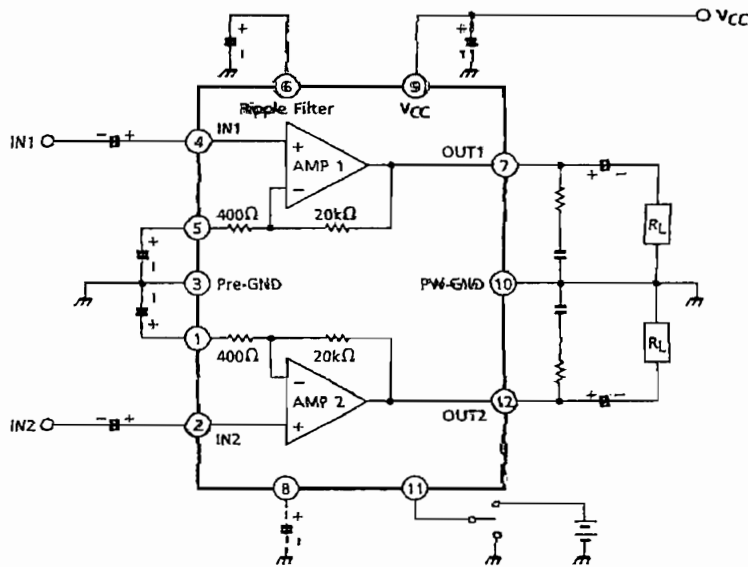 VCC
6
9
Ripple Filter
VCC
IN1
4
IN1
AMP 1
OUT1
7
5
400Ω
20kΩ
RL
3
Pre-GND
PW-GND
10
1
400Ω
20kΩ
RL
AMP 2
IN2
2
IN2
OUT2
12
8
11